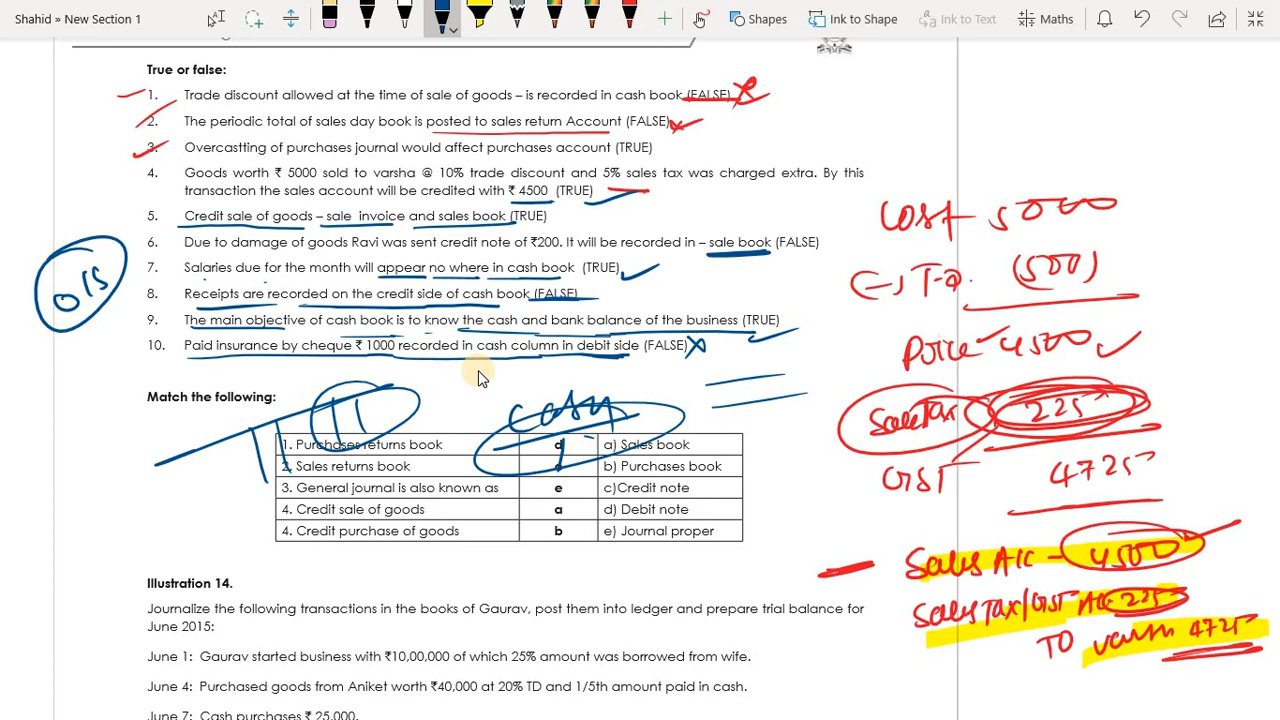 Shahid » New Section 1
Shapes
Ink to Shape
Ink to Text
Maths
True or false:
1. Trade discount allowed at the time of sale of goods – is recorded in cash book (FALSE)
2. The periodic total of sales day book is posted to sales return Account (FALSE)
3. Overcastting of purchases journal would affect purchases account (TRUE)
4. Goods worth ₹ 5000 sold to varsha @ 10% trade discount and 5% sales tax was charged extra. By this
transaction the sales account will be credited with ₹ 4500 (TRUE)
5. Credit sale of goods – sale invoice and sales book (TRUE)
6. Due to damage of goods Ravi was sent credit note of ₹200. It will be recorded in – sale book (FALSE)
7. Salaries due for the month will appear no where in cash book (TRUE)
8. Receipts are recorded on the credit side of cash book (FALSE)
9. The main objective of cash book is to know the cash and bank balance of the business (TRUE)
10. Paid insurance by cheque ₹ 1000 recorded in cash column in debit side (FALSE)
o/s
Cost 5000
(-) T.D. (500)
Price 4500
Sales Tax 225
GST 4725
Sales A/c - 4500
Sales Tax/GST A/c 225
To varsha 4725
cash
Match the following:
1. Purchases returns book d a) Sales book
2. Sales returns book b) Purchases book
3. General journal is also known as e c)Credit note
4. Credit sale of goods a d) Debit note
4. Credit purchase of goods b e) Journal proper
Illustration 14.
Journalize the following transactions in the books of Gaurav, post them into ledger and prepare trial balance for
June 2015:
June 1: Gaurav started business with ₹10,00,000 of which 25% amount was borrowed from wife.
June 4: Purchased goods from Aniket worth ₹40,000 at 20% TD and 1/5th amount paid in cash.
June 7: Cash purchases ₹ 25,000.